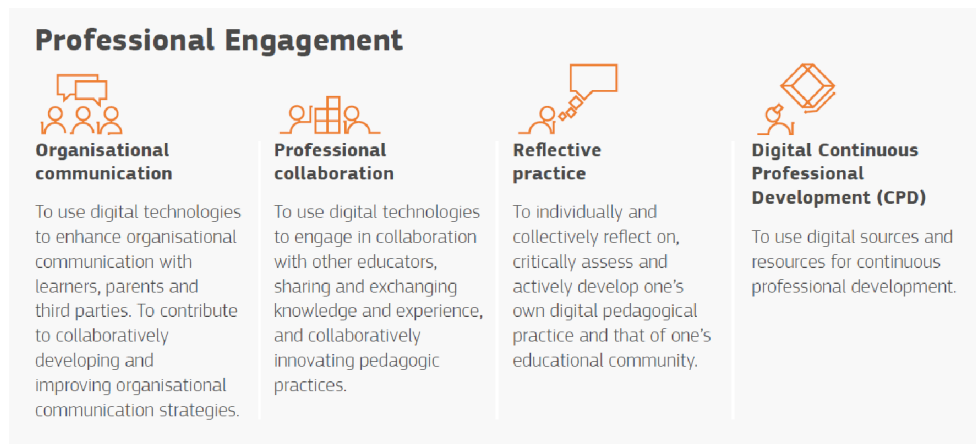 Professional Engagement
Organisational
communication
To use digital technologies
to enhance organisational
communication with
learners, parents and
third parties. To contribute
to collaboratively
developing and
improving organisational
communication strategies.
Professional
collaboration
To use digital technologies
to engage in collaboration
with other educators,
sharing and exchanging
knowledge and experience,
and collaboratively
innovating pedagogic
practices.
Reflective
practice
To individually and
collectively reflect on,
critically assess and
actively develop one’s
own digital pedagogical
practice and that of one’s
educational community.
Digital Continuous
Professional
Development (CPD)
To use digital sources and
resources for continuous
professional development.